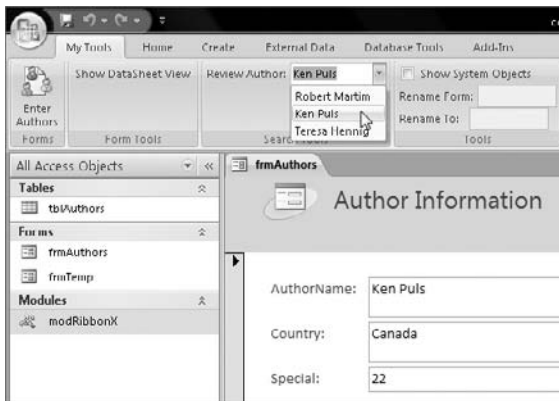 My Tools Home Create External Data Database Tools Add-Ins
Show DataSheet View Review Author: Ken Puls Show System Objects
Robert Martim Rename Form:
Enter Ken Puls
Authors Teresa Hennig Rename To:
Forms Form Tools Tools
All Access Objects « frmAuthors
Tables
tblAuthors Author Information
Forms
frmAuthors
frmTemp AuthorName: Ken Puls
Modules
modRibbonX Country: Canada
Special: 22